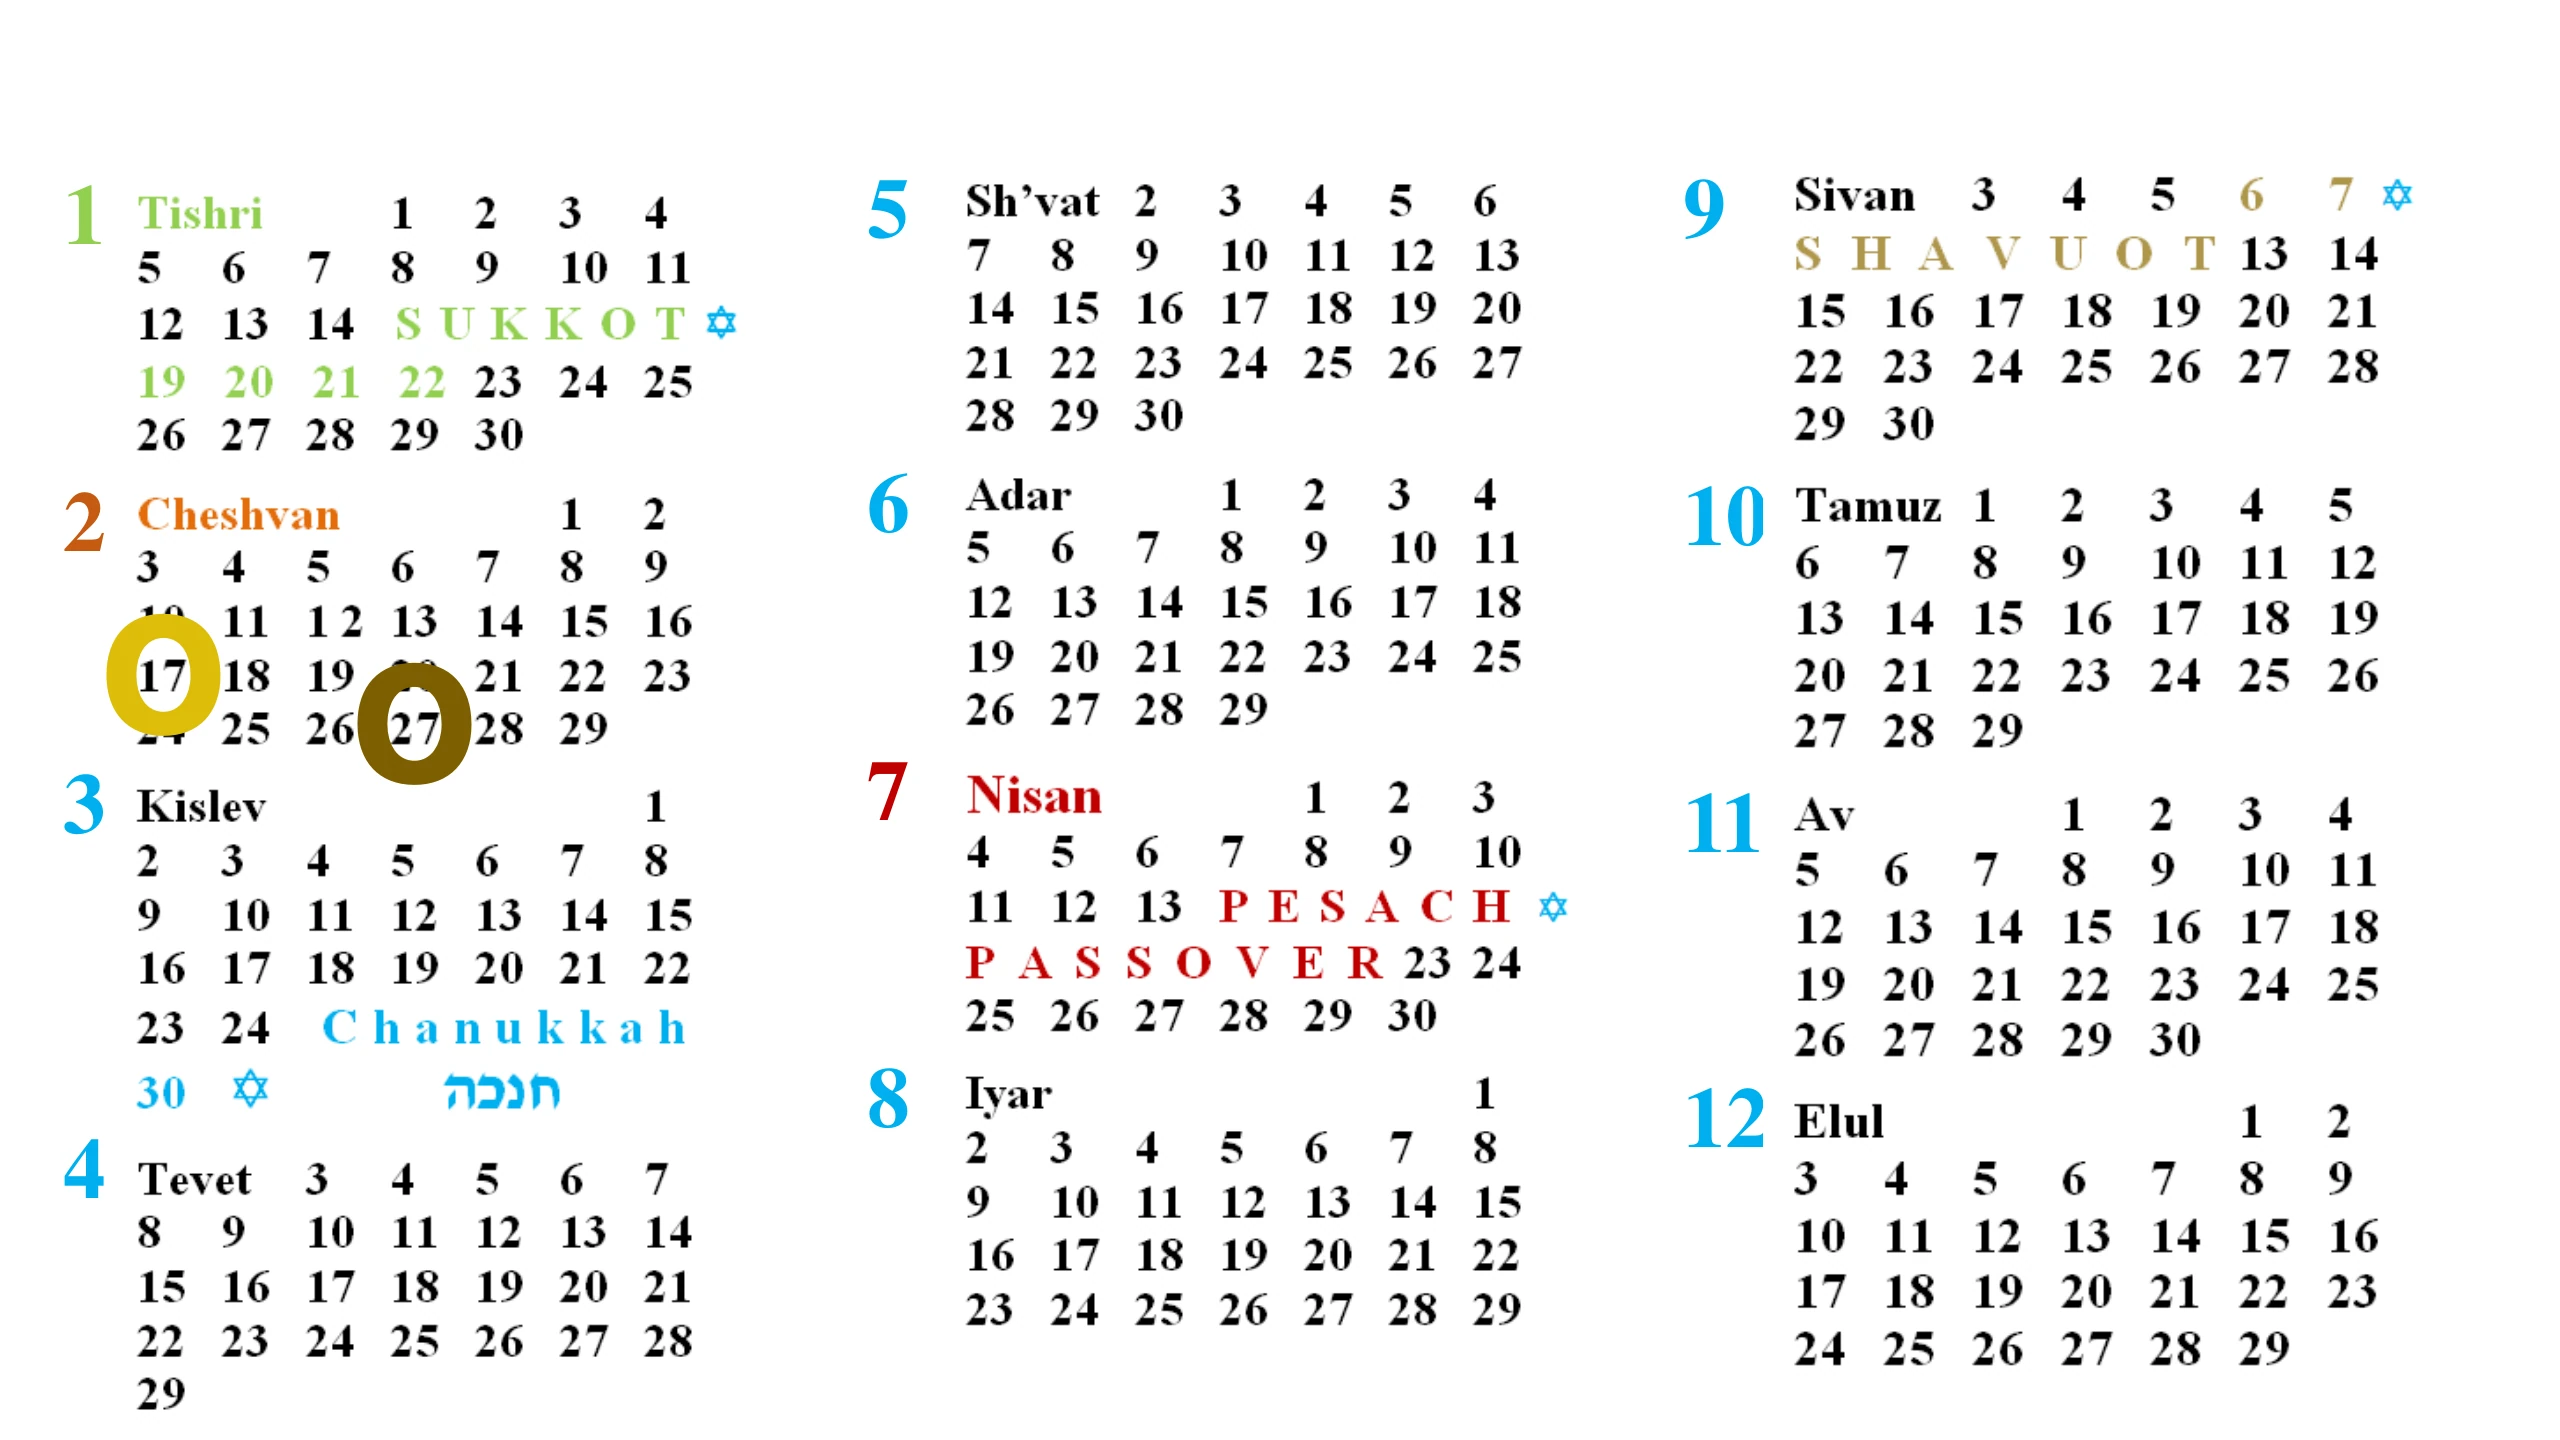 1 Tishri 1 2 3 4
5 6 7 8 9 10 11
12 13 14 S U K K O T ✡
19 20 21 22 23 24 25
26 27 28 29 30
2 Cheshvan 1 2
3 4 5 6 7 8 9
10 11 1 2 13 14 15 16
17 18 19 20 21 22 23
24 25 26 27 28 29
O O
3 Kislev 1
2 3 4 5 6 7 8
9 10 11 12 13 14 15
16 17 18 19 20 21 22
23 24 C h a n u k k a h
30 ✡ חנכה
4 Tevet 3 4 5 6 7
8 9 10 11 12 13 14
15 16 17 18 19 20 21
22 23 24 25 26 27 28
29
5 Sh’vat 2 3 4 5 6
7 8 9 10 11 12 13
14 15 16 17 18 19 20
21 22 23 24 25 26 27
28 29 30
6 Adar 1 2 3 4
5 6 7 8 9 10 11
12 13 14 15 16 17 18
19 20 21 22 23 24 25
26 27 28 29
7 Nisan 1 2 3
4 5 6 7 8 9 10
11 12 13 P E S A C H ✡
P A S S O V E R 23 24
25 26 27 28 29 30
8 Iyar 1
2 3 4 5 6 7 8
9 10 11 12 13 14 15
16 17 18 19 20 21 22
23 24 25 26 27 28 29
9 Sivan 3 4 5 6 7 ✡
S H A V U O T 13 14
15 16 17 18 19 20 21
22 23 24 25 26 27 28
29 30
10 Tamuz 1 2 3 4 5
6 7 8 9 10 11 12
13 14 15 16 17 18 19
20 21 22 23 24 25 26
27 28 29
11 Av 1 2 3 4
5 6 7 8 9 10 11
12 13 14 15 16 17 18
19 20 21 22 23 24 25
26 27 28 29 30
12 Elul 1 2
3 4 5 6 7 8 9
10 11 12 13 14 15 16
17 18 19 20 21 22 23
24 25 26 27 28 29